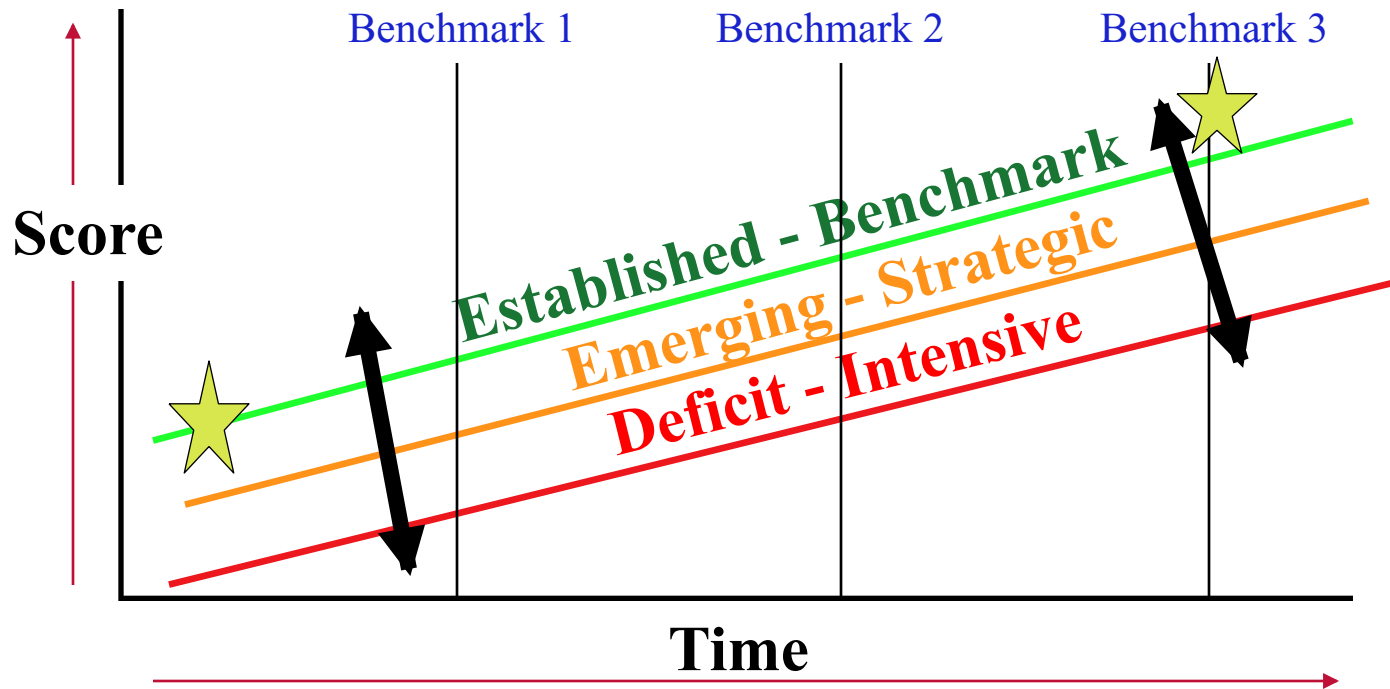 Benchmark 1
Benchmark 2
Benchmark 3
Score
Established - Benchmark
Emerging - Strategic
Deficit - Intensive
Time